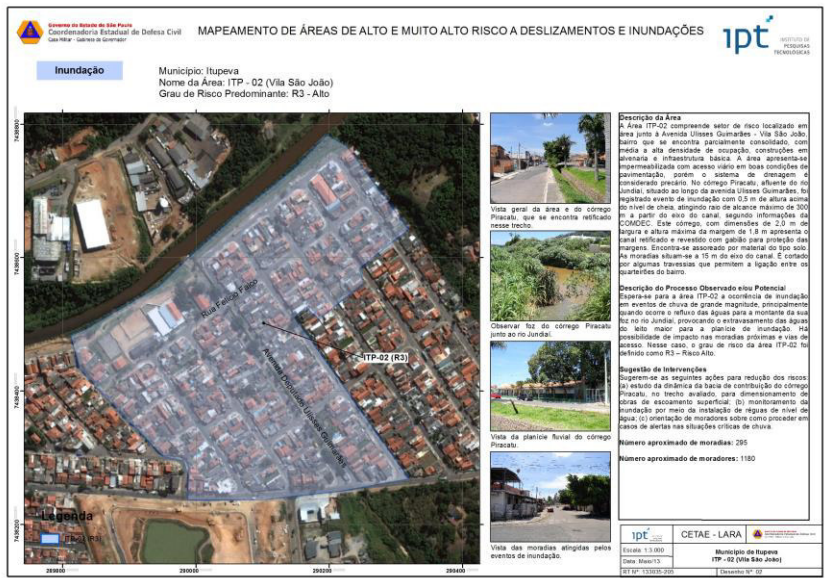 Governo do Estado de São Paulo
Coordenadoria Estadual de Defesa Civil
Casa Militar - Gabinete do Governador
MAPEAMENTO DE ÁREAS DE ALTO E MUITO ALTO RISCO A DESLIZAMENTOS E INUNDAÇÕES
ipt
INSTITUTO DE
PESQUISAS
TECNOLÓGICAS
Inundação
Município: Itupeva
Nome da Área: ITP - 02 (Vila São João)
Grau de Risco Predominante: R3 - Alto
7438800
7438600
7438400
7438200
Rua Felício Falco
ITP-02 (R3)
Legenda
289800
290000
290200
290400
Vista geral da área e do córrego
Piracatu, que se encontra retificado
nesse trecho.
Observar foz do córrego Piracatu
junto ao rio Jundiaí.
Vista da planície fluvial do córrego
Piracatu.
Vista das moradias atingidas pelos
eventos de inundação.
Descrição da Área
A Área ITP-02 compreende setor de risco localizado em
área junto à Avenida Ulisses Guimarães - Vila São João,
bairro que se encontra parcialmente consolidado, com
média a alta densidade de ocupação, construções em
alvenaria e infraestrutura básica. A área apresenta-se
impermeabilizada com acesso viário em boas condições de
pavimentação, porém o sistema de drenagem é
considerado precário. No córrego Piracatu, afluente do rio
Jundiaí, situado ao longo da avenida Ulisses Guimarães, foi
registrado evento de inundação com 0,5 m de altura acima
do nível de cheia, atingindo raio de alcance máximo de 300
m a partir do eixo do canal, segundo informações da
COMDEC. Este córrego, com dimensões de 2,0 m de
largura e altura máxima da margem de 1,8 m apresenta o
canal retificado e revestido com gabião para proteção das
margens. Encontra-se assoreado por material do tipo solo.
As moradias situam-se a 15 m do eixo do canal. É cortado
por algumas travessias que permitem a ligação entre os
quarteirões do bairro.
Descrição do Processo Observado e/ou Potencial
Espera-se para a área ITP-02 a ocorrência de inundação
em eventos de chuva de grande magnitude, principalmente
quando ocorre o refluxo das águas para a montante da sua
foz no rio Jundiaí, provocando o extravasamento das águas
do leito maior para a planície de inundação. Há
possibilidade de impacto nas moradias próximas e vias de
acesso. Nesse caso, o grau de risco da área ITP-02 foi
definido como R3 – Risco Alto.
Sugestão de Intervenções
Sugerem-se as seguintes ações para redução dos riscos:
(a) estudo da dinâmica da bacia de contribuição do córrego
Piracatu, no trecho avaliado, para dimensionamento de
obras de escoamento superficial; (b) monitoramento da
inundação por meio da instalação de réguas de nível de
água; (c) orientação de moradores sobre como proceder em
casos de alertas nas situações críticas de chuva.
Número aproximado de moradias: 295
Número aproximado de moradores: 1180
ipt
CETAE - LARA
Escala 1:3.000
Data: Maio/13
Município de Itupeva
ITP - 02 (Vila São João)
RT Nº: 133035-205
Desenho Nº: 02